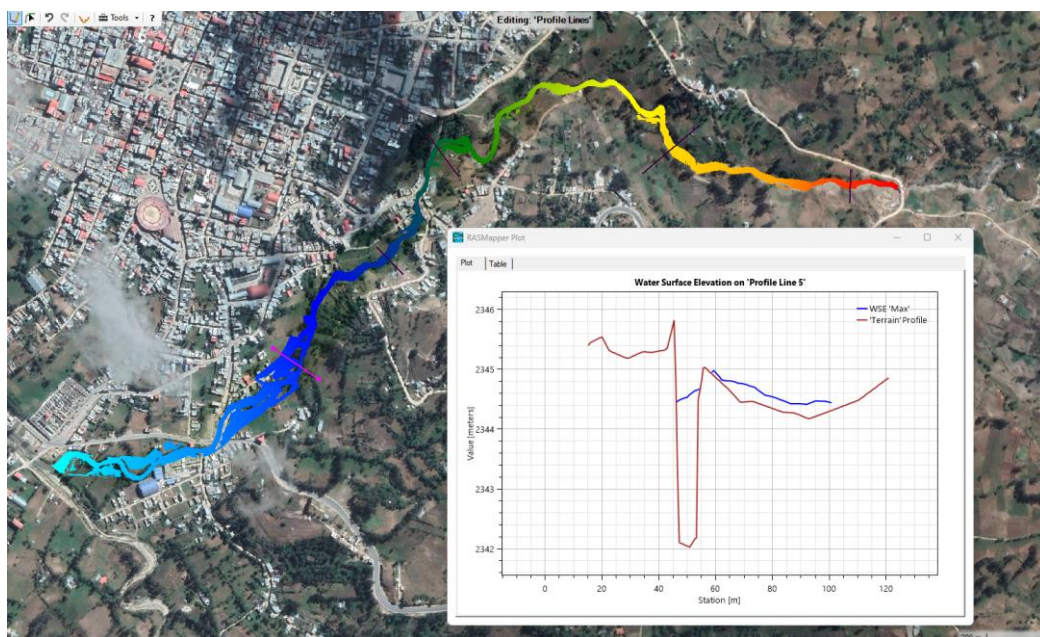 Tools
?
Editing: 'Profile Lines'
RASMapper Plot
Plot
Table
Water Surface Elevation on 'Profile Line 5'
WSE 'Max'
'Terrain' Profile
Value [meters]
2346
2345
2344
2343
2342
0
20
40
60
80
100
120
Station [m]